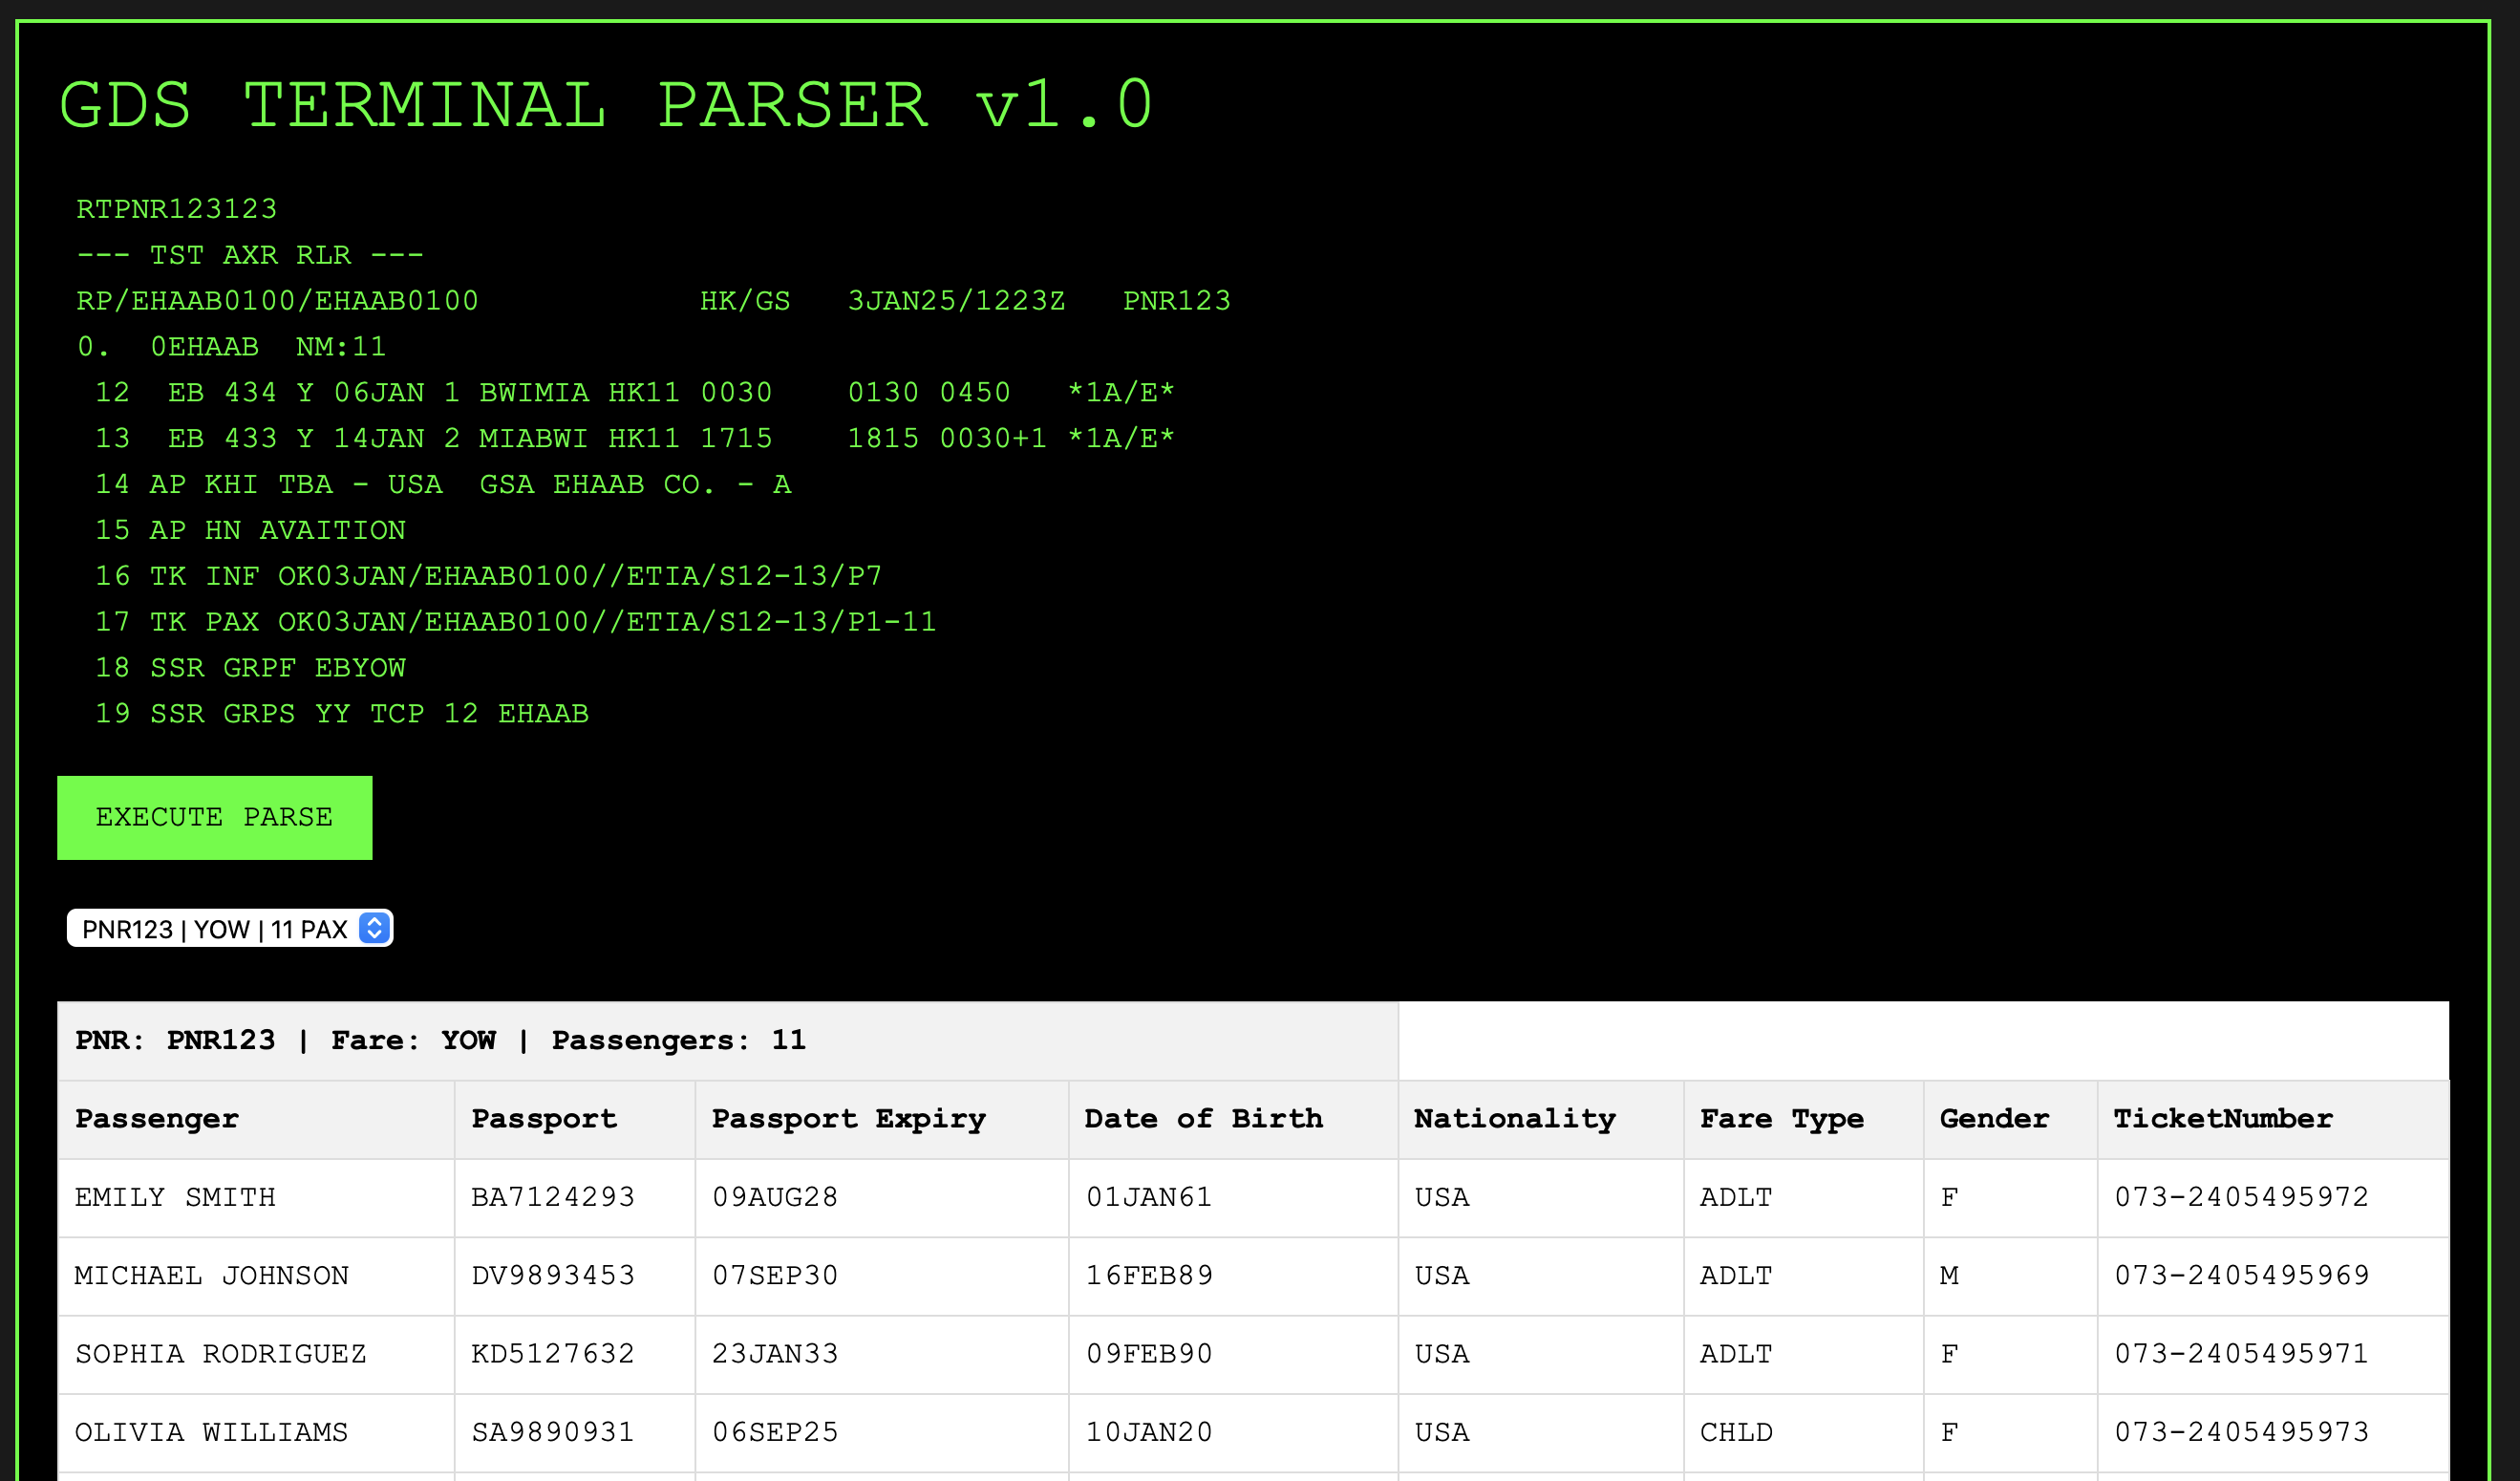 GDS TERMINAL PARSER v1.0
RTPNR123123
--- TST AXR RLR ---
RP/EHAAB0100/EHAAB0100            HK/GS   3JAN25/1223Z   PNR123
0.  0EHAAB  NM:11
 12  EB 434 Y 06JAN 1 BWIMIA HK11 0030    0130 0450   *1A/E*
 13  EB 433 Y 14JAN 2 MIABWI HK11 1715    1815 0030+1 *1A/E*
 14 AP KHI TBA - USA  GSA EHAAB CO. - A
 15 AP HN AVAITION
 16 TK INF OK03JAN/EHAAB0100//ETIA/S12-13/P7
 17 TK PAX OK03JAN/EHAAB0100//ETIA/S12-13/P1-11
 18 SSR GRPF EBYOW
 19 SSR GRPS YY TCP 12 EHAAB
EXECUTE PARSE
PNR123 | YOW | 11 PAX
PNR: PNR123 | Fare: YOW | Passengers: 11
Passenger Passport Passport Expiry Date of Birth Nationality Fare Type Gender TicketNumber
EMILY SMITH BA7124293 09AUG28 01JAN61 USA ADLT F 073-2405495972
MICHAEL JOHNSON DV9893453 07SEP30 16FEB89 USA ADLT M 073-2405495969
SOPHIA RODRIGUEZ KD5127632 23JAN33 09FEB90 USA ADLT F 073-2405495971
OLIVIA WILLIAMS SA9890931 06SEP25 10JAN20 USA CHLD F 073-2405495973